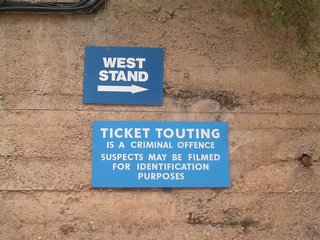 WEST
STAND
TICKET TOUTING
IS A CRIMINAL OFFENCE
SUSPECTS MAY BE FILMED
FOR IDENTIFICATION
PURPOSES